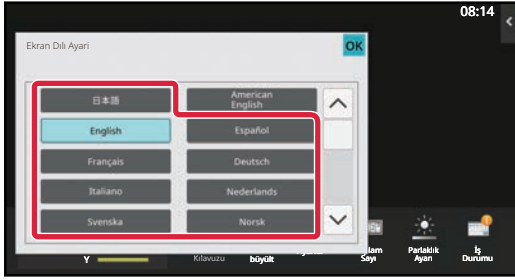 08:14
Ekran Dili Ayari
OK
日本語
American
English
English
Español
Français
Deutsch
Italiano
Nederlands
Svenska
Norsk
Y
Kılavuzu
büyült
Sayı
Parlaklık
Ayarı
İş
Durumu